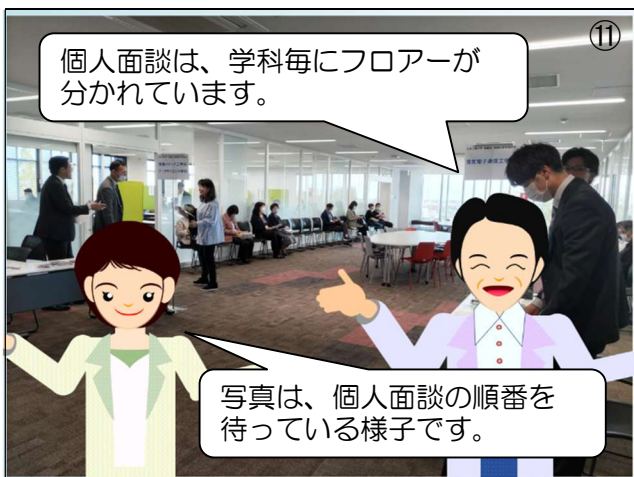 ⑪
個人面談は、学科毎にフロアーが
分かれています。
写真は、個人面談の順番を
待っている様子です。